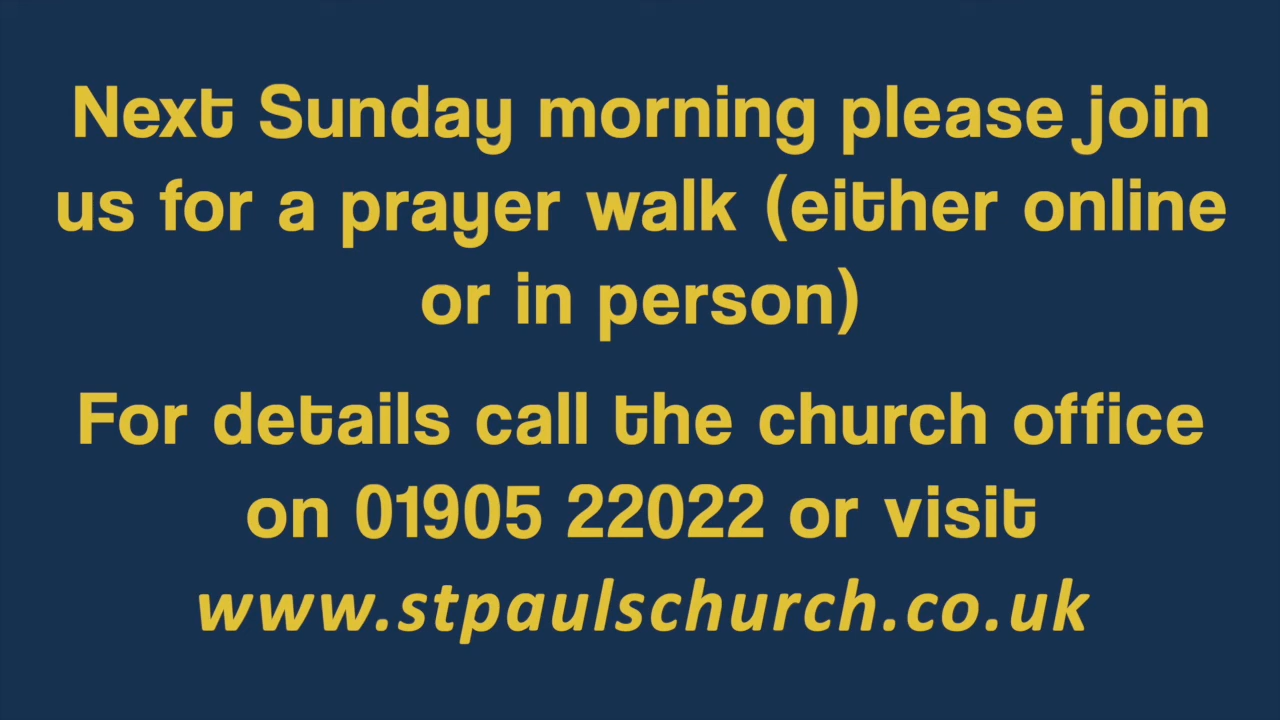 Next Sunday morning please join
us for a prayer walk (either online
or in person)
For details call the church office
on 01905 22022 or visit
www.stpaulschurch.co.uk